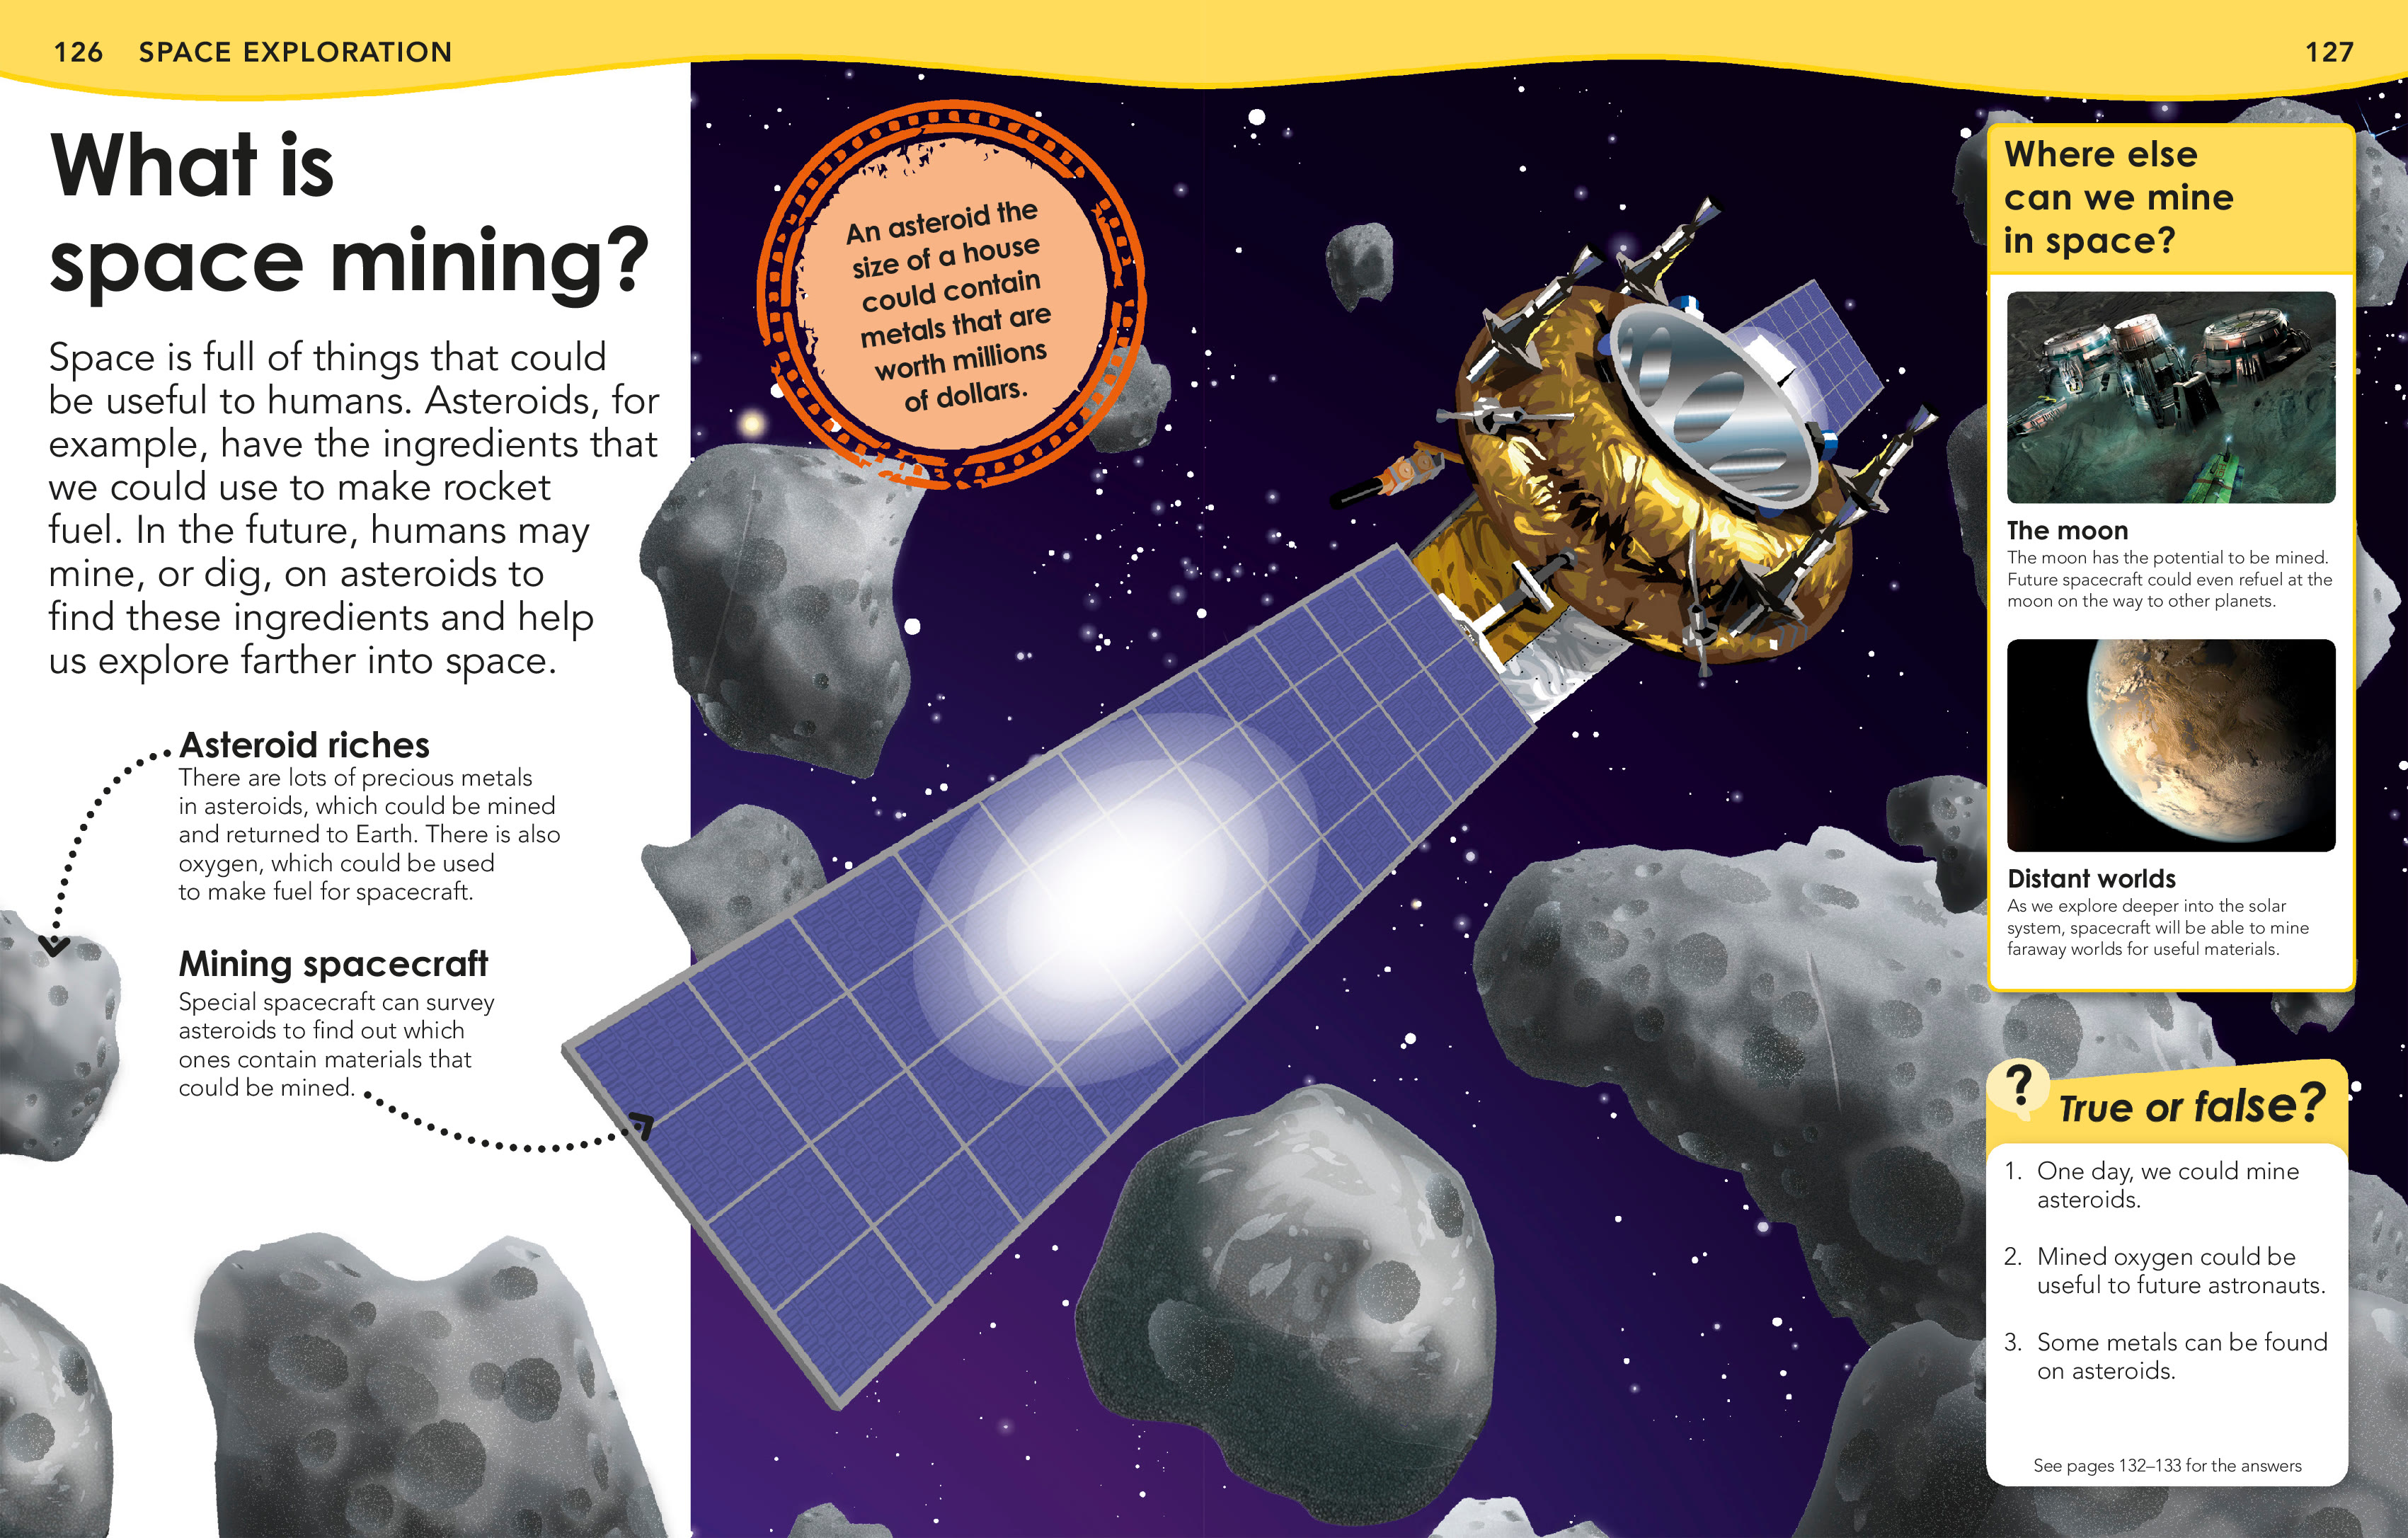 126 SPACE EXPLORATION
127
What is
space mining?
Space is full of things that could
be useful to humans. Asteroids, for
example, have the ingredients that
we could use to make rocket
fuel. In the future, humans may
mine, or dig, on asteroids to
find these ingredients and help
us explore farther into space.
Asteroid riches
There are lots of precious metals
in asteroids, which could be mined
and returned to Earth. There is also
oxygen, which could be used
to make fuel for spacecraft.
Mining spacecraft
Special spacecraft can survey
asteroids to find out which
ones contain materials that
could be mined.
An asteroid the
size of a house
could contain
metals that are
worth millions
of dollars.
Where else
can we mine
in space?
The moon
The moon has the potential to be mined.
Future spacecraft could even refuel at the
moon on the way to other planets.
Distant worlds
As we explore deeper into the solar
system, spacecraft will be able to mine
faraway worlds for useful materials.
?
True or false?
1. One day, we could mine
asteroids.
2. Mined oxygen could be
useful to future astronauts.
3. Some metals can be found
on asteroids.
See pages 132–133 for the answers